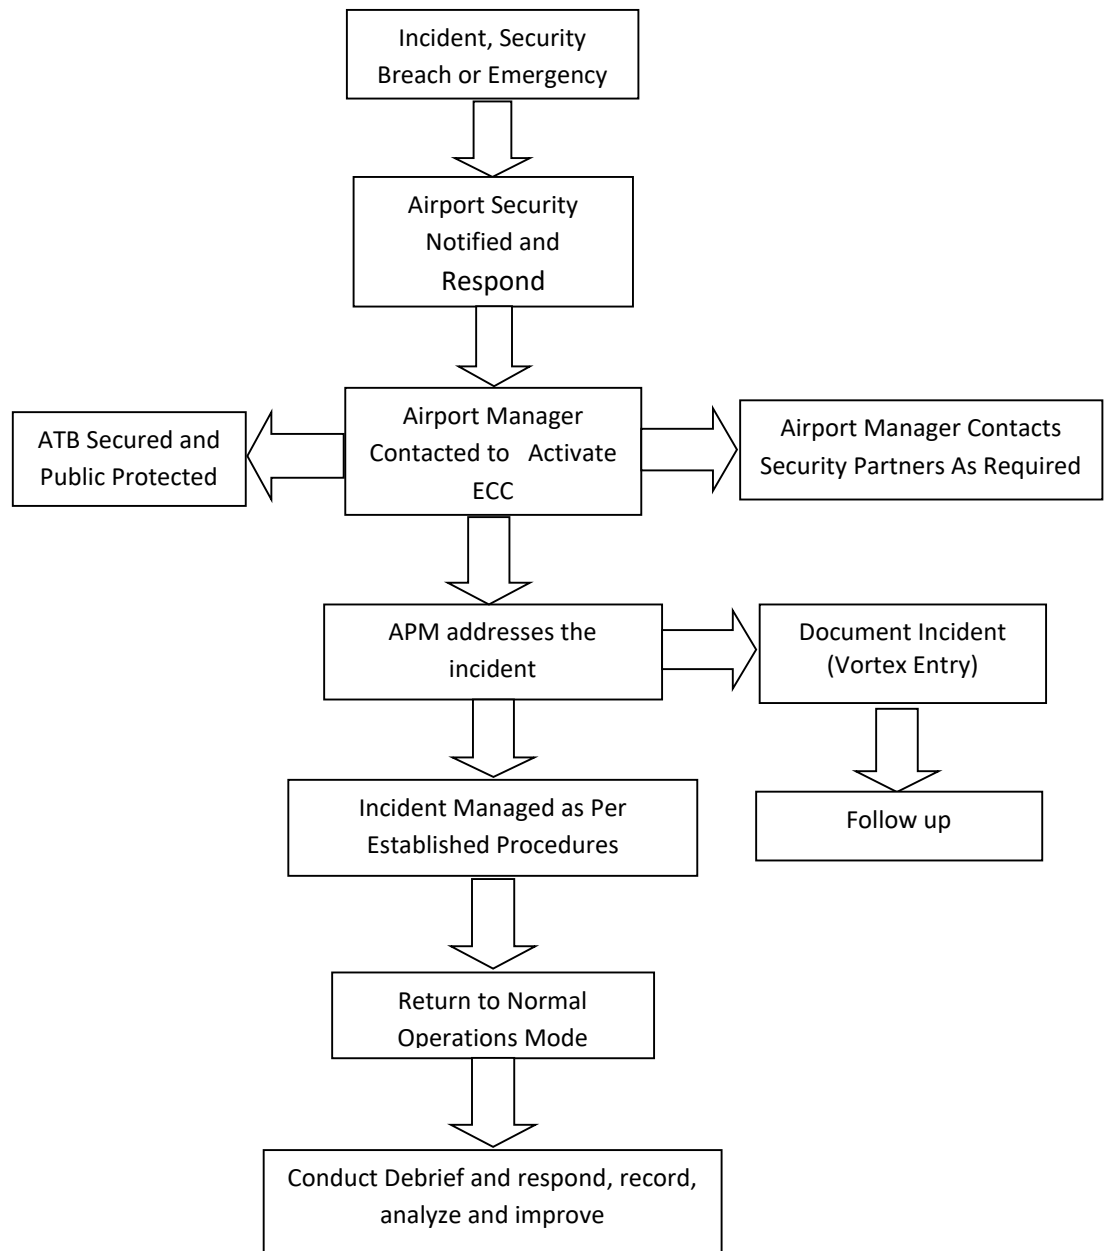 Incident, Security
Breach or Emergency
Airport Security
Notified and
Respond
ATB Secured and
Public Protected
Airport Manager
Contacted to Activate
ECC
Airport Manager Contacts
Security Partners As Required
APM addresses the
incident
Document Incident
(Vortex Entry)
Incident Managed as Per
Established Procedures
Follow up
Return to Normal
Operations Mode
Conduct Debrief and respond, record,
analyze and improve